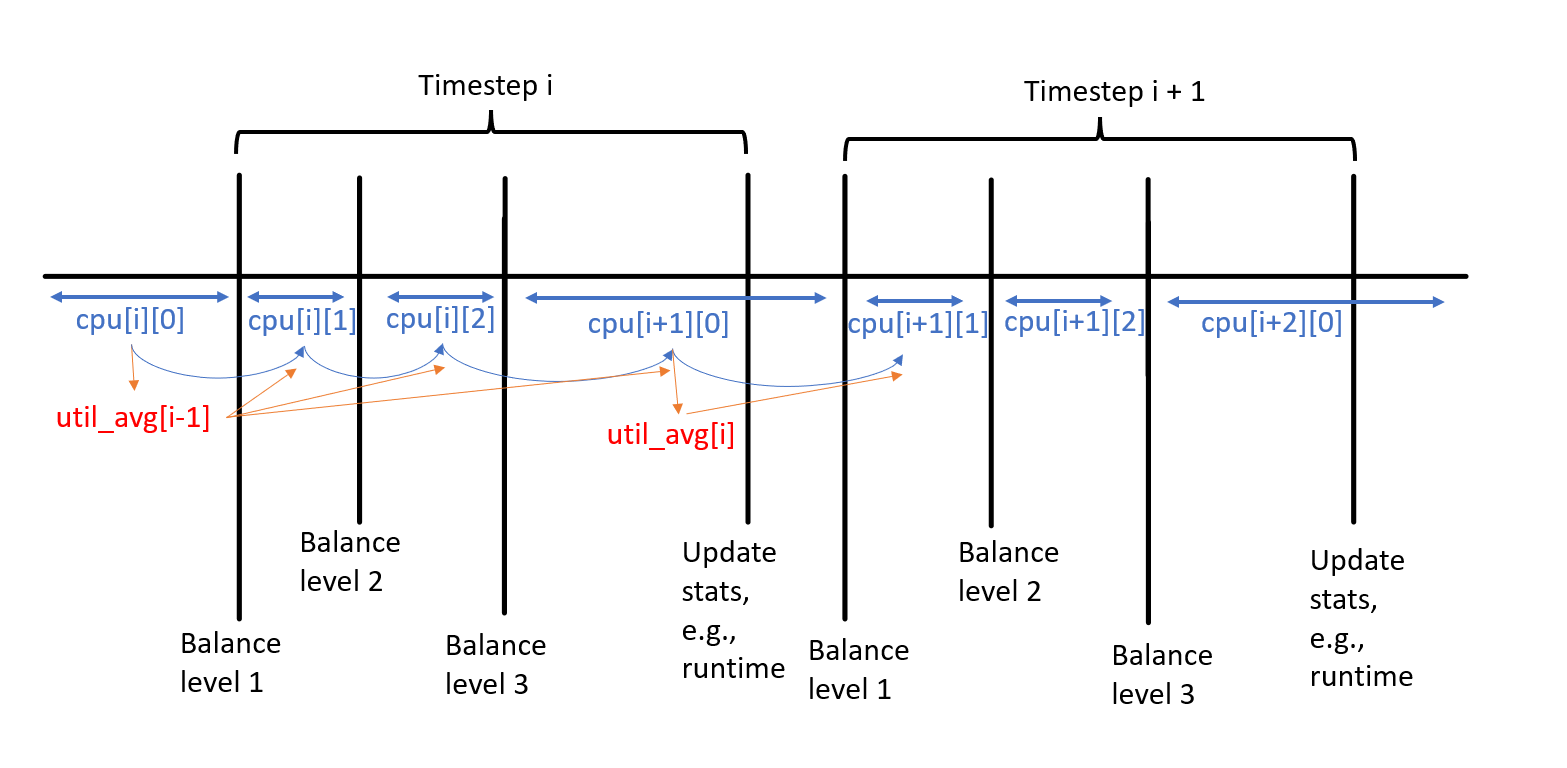 Timestep i
Timestep i + 1
cpu[i][0]
cpu[i][1]
cpu[i][2]
cpu[i+1][0]
cpu[i+1][1]
cpu[i+1][2]
cpu[i+2][0]
util_avg[i-1]
util_avg[i]
Balance
level 1
Balance
level 2
Balance
level 3
Update
stats,
e.g.,
runtime
Balance
level 1
Balance
level 2
Balance
level 3
Update
stats,
e.g.,
runtime